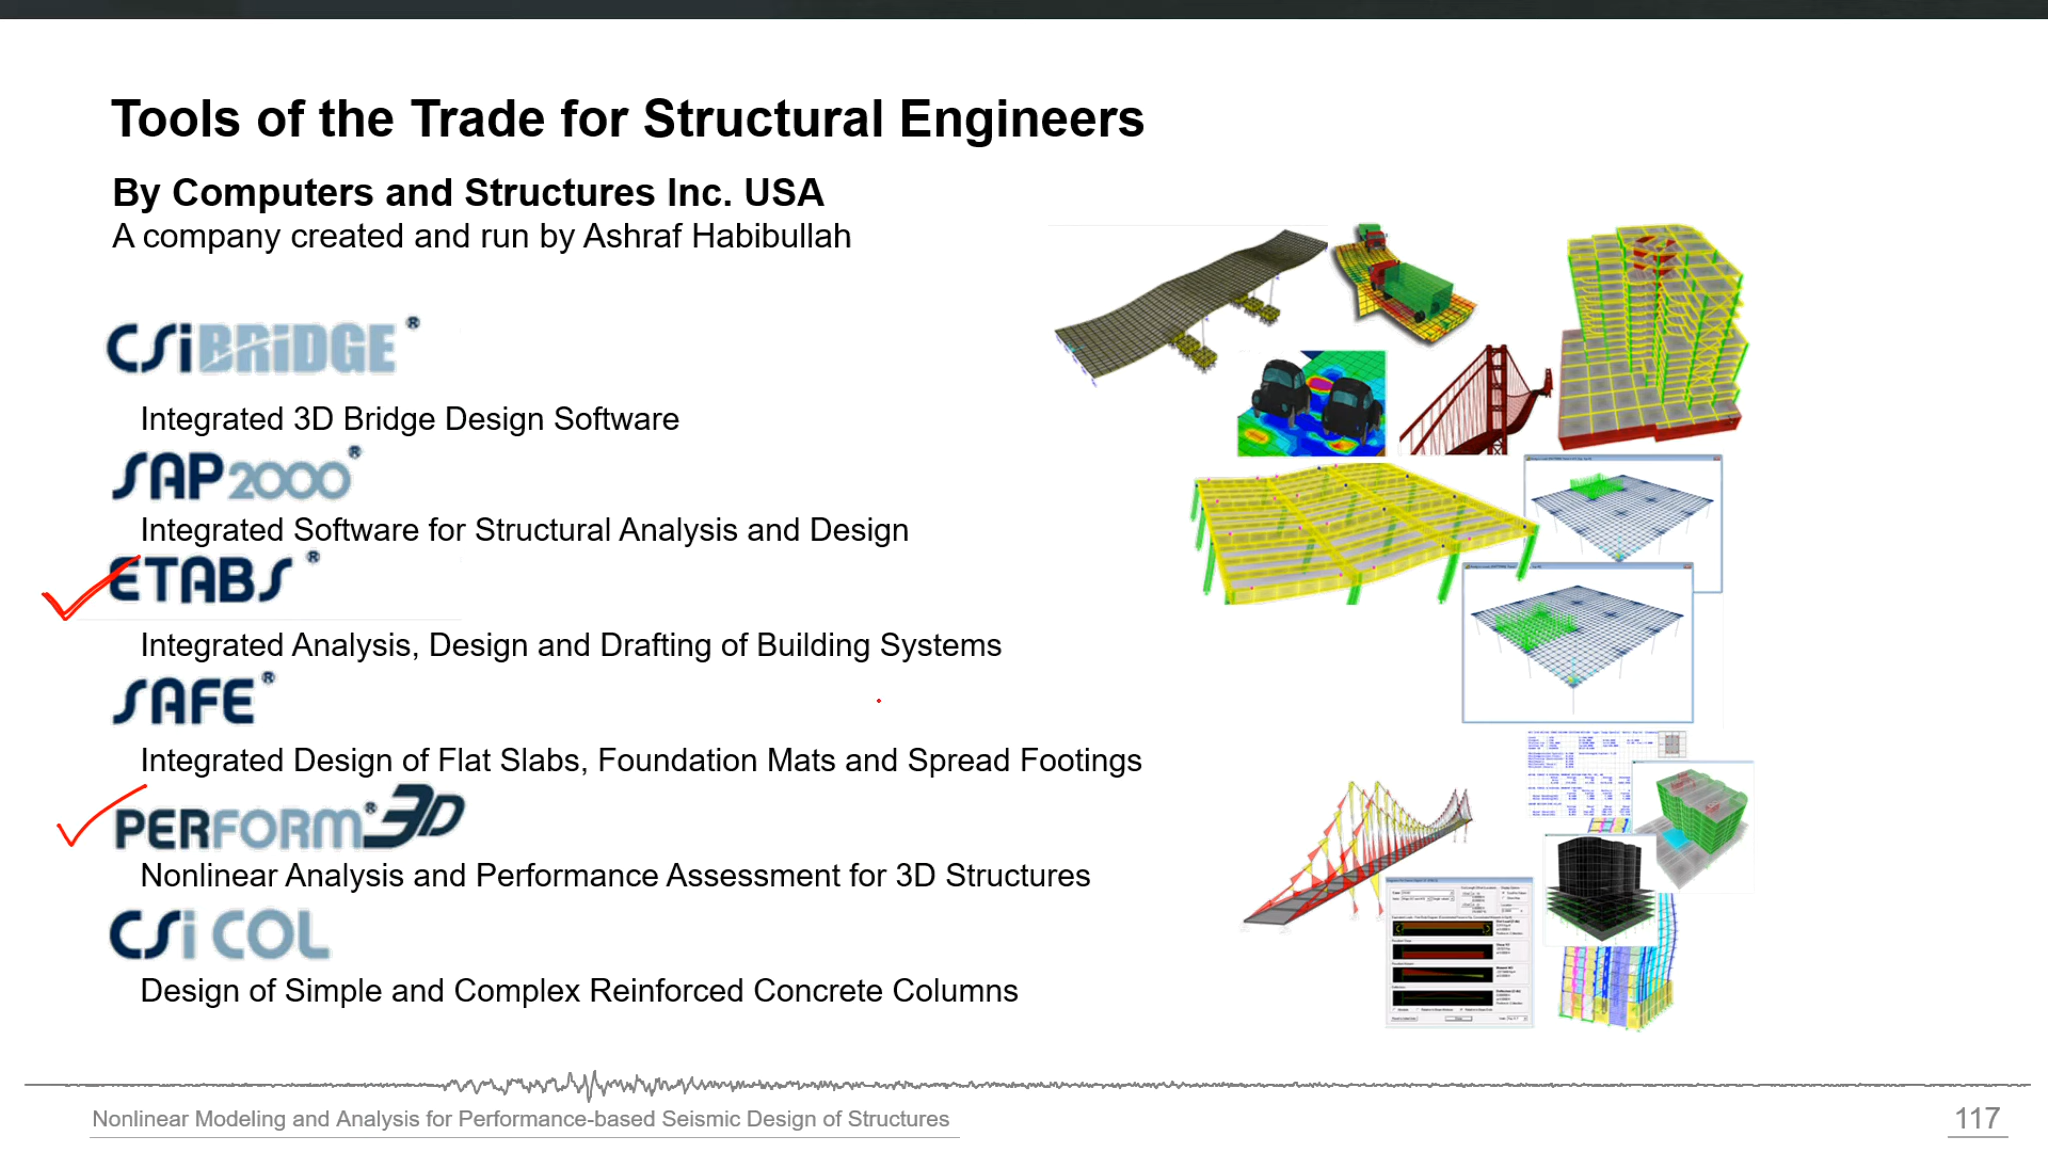 Tools of the Trade for Structural Engineers
By Computers and Structures Inc. USA
A company created and run by Ashraf Habibullah
CSiBRiDGE®
Integrated 3D Bridge Design Software
SAP2000®
Integrated Software for Structural Analysis and Design
ETABS®
Integrated Analysis, Design and Drafting of Building Systems
SAFE®
Integrated Design of Flat Slabs, Foundation Mats and Spread Footings
PERFORM®3D
Nonlinear Analysis and Performance Assessment for 3D Structures
CSiCOL
Design of Simple and Complex Reinforced Concrete Columns
Nonlinear Modeling and Analysis for Performance-based Seismic Design of Structures
117